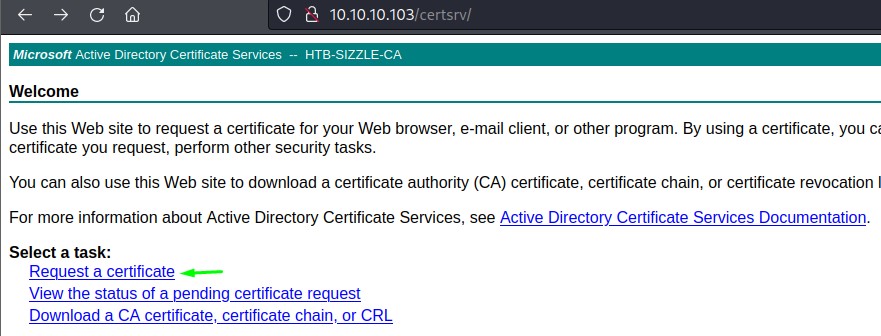 10.10.10.103/certsrv/
Microsoft Active Directory Certificate Services -- HTB-SIZZLE-CA
Welcome
Use this Web site to request a certificate for your Web browser, e-mail client, or other program. By using a certificate, you
certificate you request, perform other security tasks.
You can also use this Web site to download a certificate authority (CA) certificate, certificate chain, or certificate revocation
For more information about Active Directory Certificate Services, see Active Directory Certificate Services Documentation.
Select a task:
Request a certificate
View the status of a pending certificate request
Download a CA certificate, certificate chain, or CRL